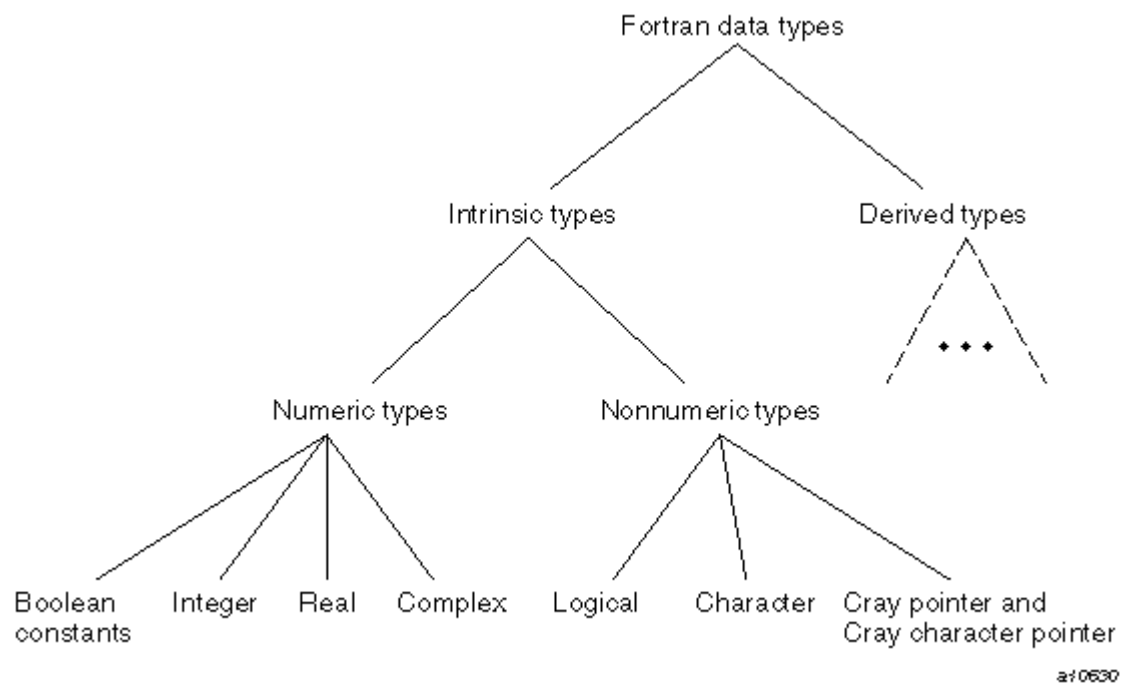 Fortran data types
Intrinsic types
Derived types
Numeric types
Nonnumeric types
Boolean constants
Integer
Real
Complex
Logical
Character
Cray pointer and
Cray character pointer
a10630